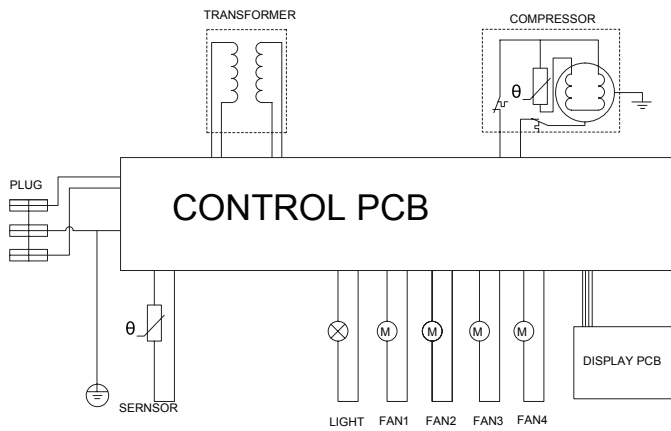 TRANSFORMER
COMPRESSOR
θ
PLUG
CONTROL PCB
θ
M
M
M
M
DISPLAY PCB
SERNSOR
LIGHT FAN1 FAN2 FAN3 FAN4